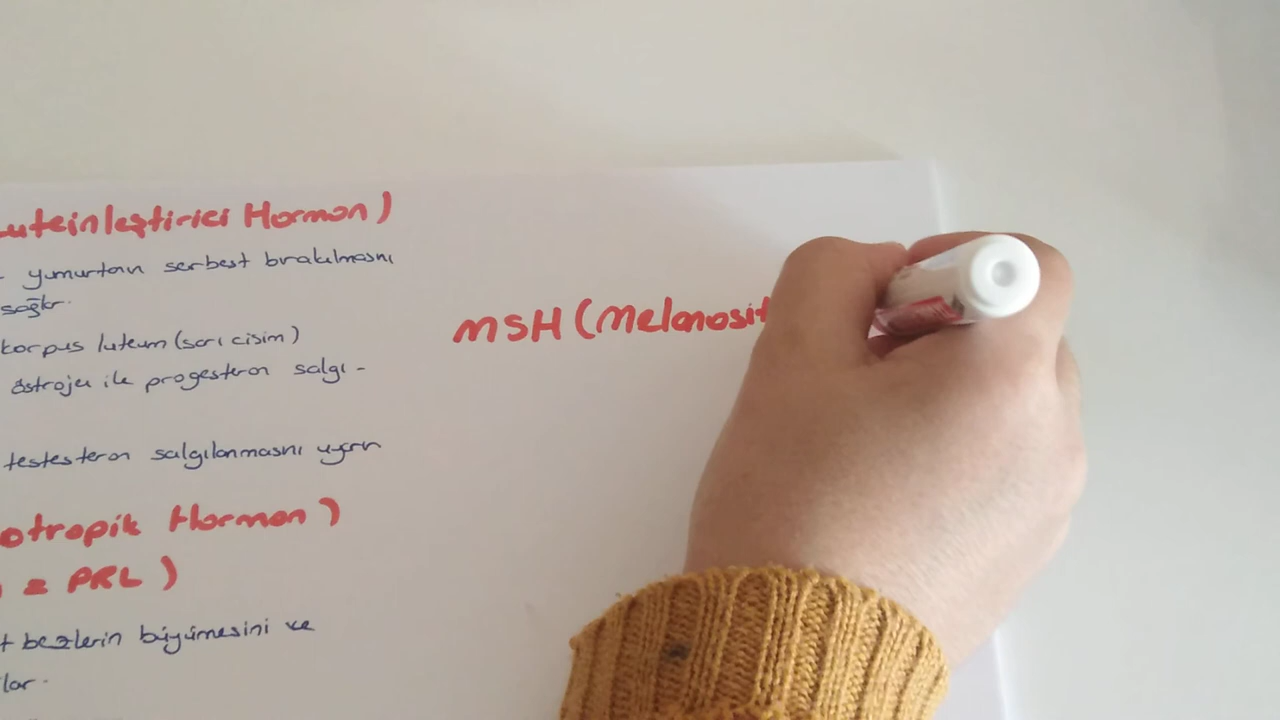 Luteinleştirici Hormon)
yumurtanın serbest bırakılmasını
sağlar.
korpus luteum (sarı cisim)
östrojen ile progesteron salgı -
testesteron salgılanmasını uyarır
otropik Hormon)
= PRL )
t bezlerin büyümesini ve
lar.
MSH (Melanosit